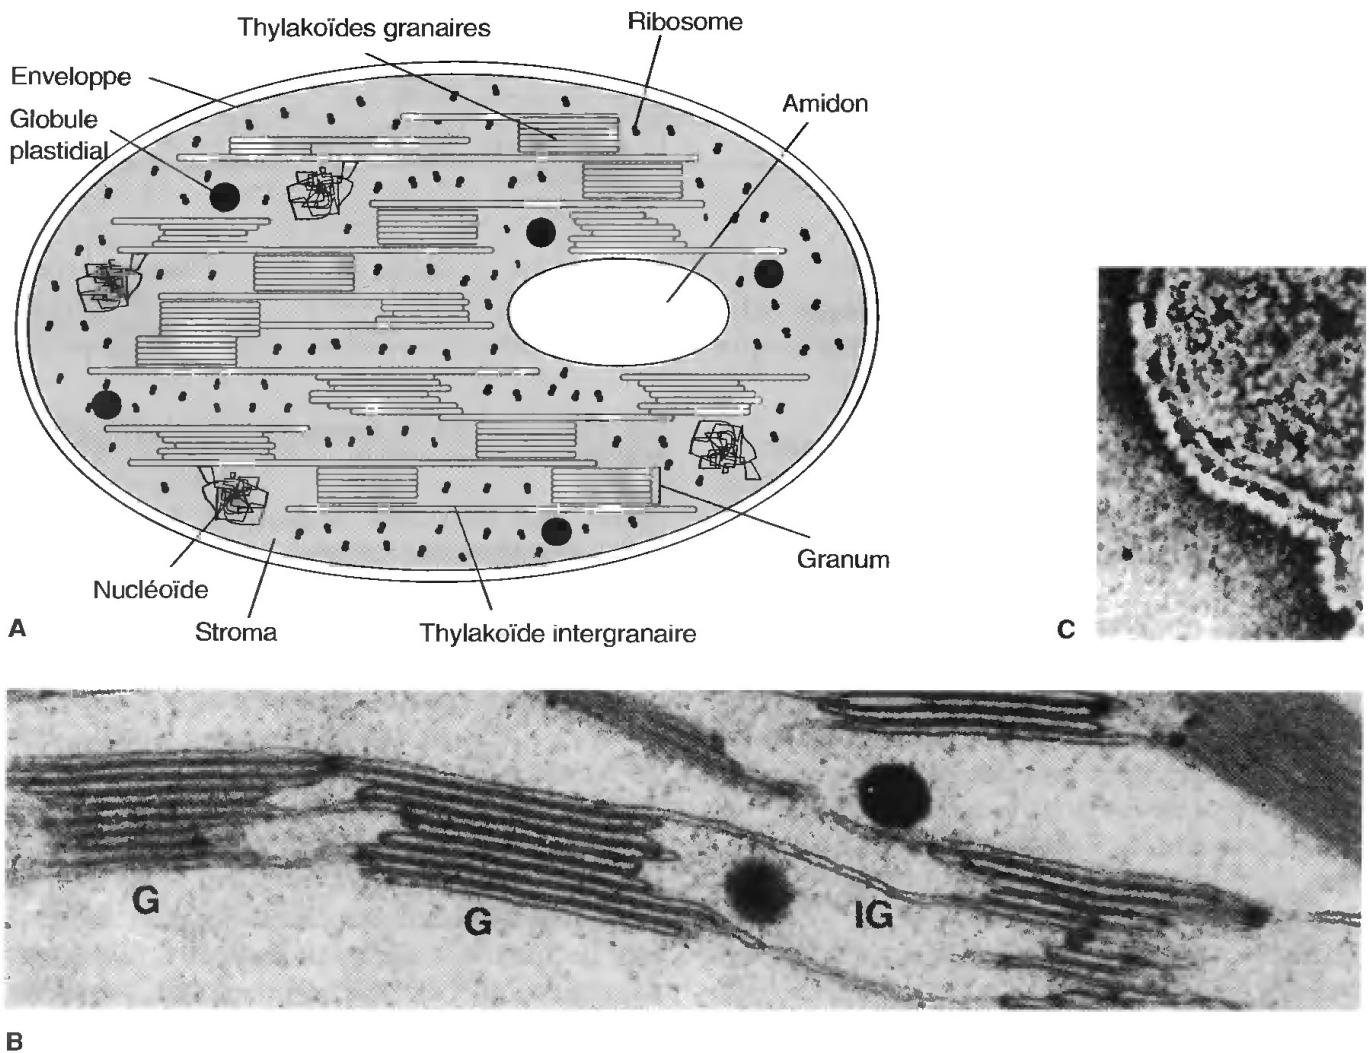 Thylakoïdes granaires
Ribosome
Enveloppe
Globule
plastidial
Amidon
Granum
Nucléoïde
Stroma
Thylakoïde intergranaire
A
C
G
G
IG
B